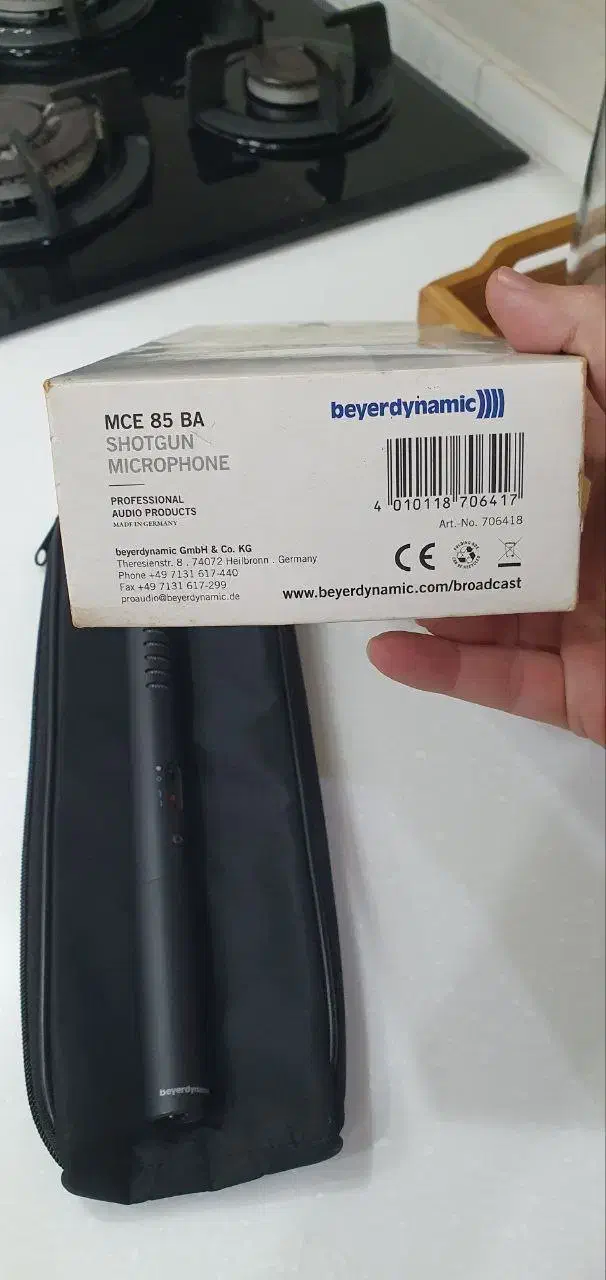 MCE 85 BA
SHOTGUN
MICROPHONE
PROFESSIONAL
AUDIO PRODUCTS
MADE IN GERMANY
beyerdynamic GmbH & Co. KG
Theresienstr. 8 . 74072 Heilbronn . Germany
Phone +49 7131 617-440
Fax +49 7131 617-299
proaudio@beyerdynamic.de
beyerdynamic
4 010118 706417
Art.-No. 706418
CE
www.beyerdynamic.com/broadcast